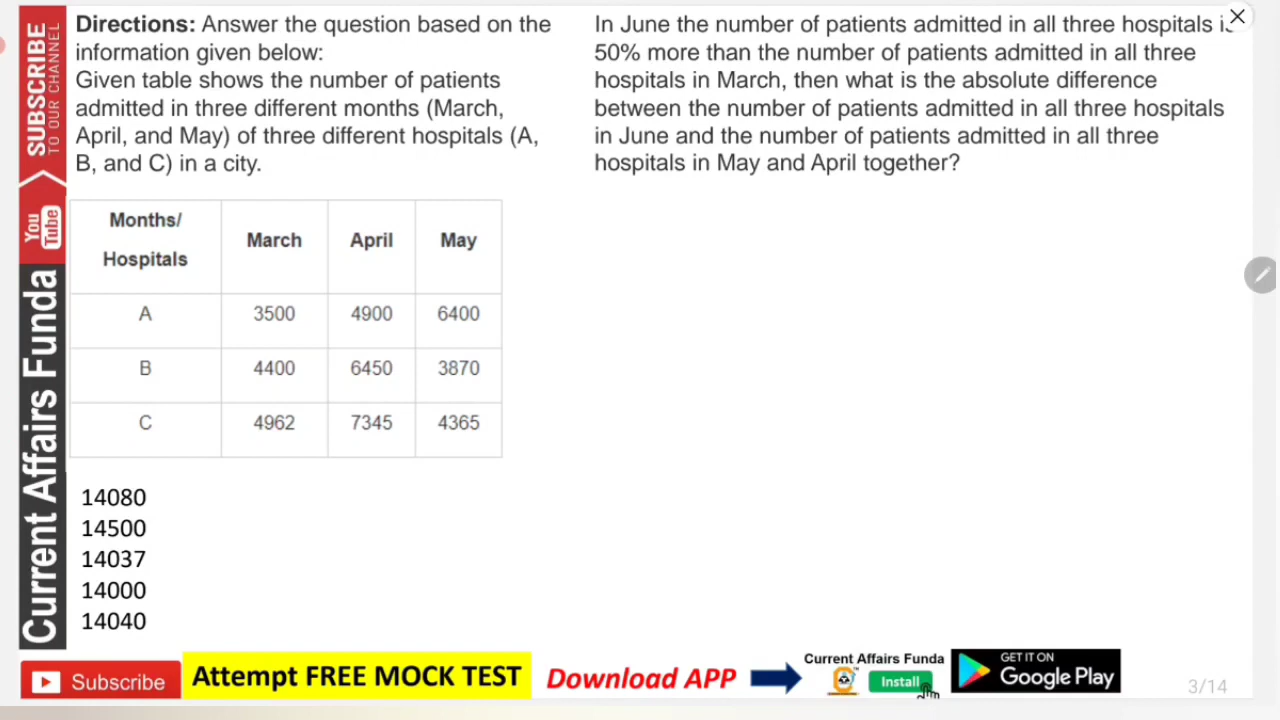 SUBSCRIBE
TO OUR CHANNEL
You
Tube
Current Affairs Funda
Directions: Answer the question based on the
information given below:
Given table shows the number of patients
admitted in three different months (March,
April, and May) of three different hospitals (A,
B, and C) in a city.
Months/
Hospitals
March
April
May
A
3500
4900
6400
B
4400
6450
3870
C
4962
7345
4365
14080
14500
14037
14000
14040
In June the number of patients admitted in all three hospitals is
50% more than the number of patients admitted in all three
hospitals in March, then what is the absolute difference
between the number of patients admitted in all three hospitals
in June and the number of patients admitted in all three
hospitals in May and April together?
Subscribe
Attempt FREE MOCK TEST
Download APP
Current Affairs Funda
Install
GET IT ON
Google Play
3/14